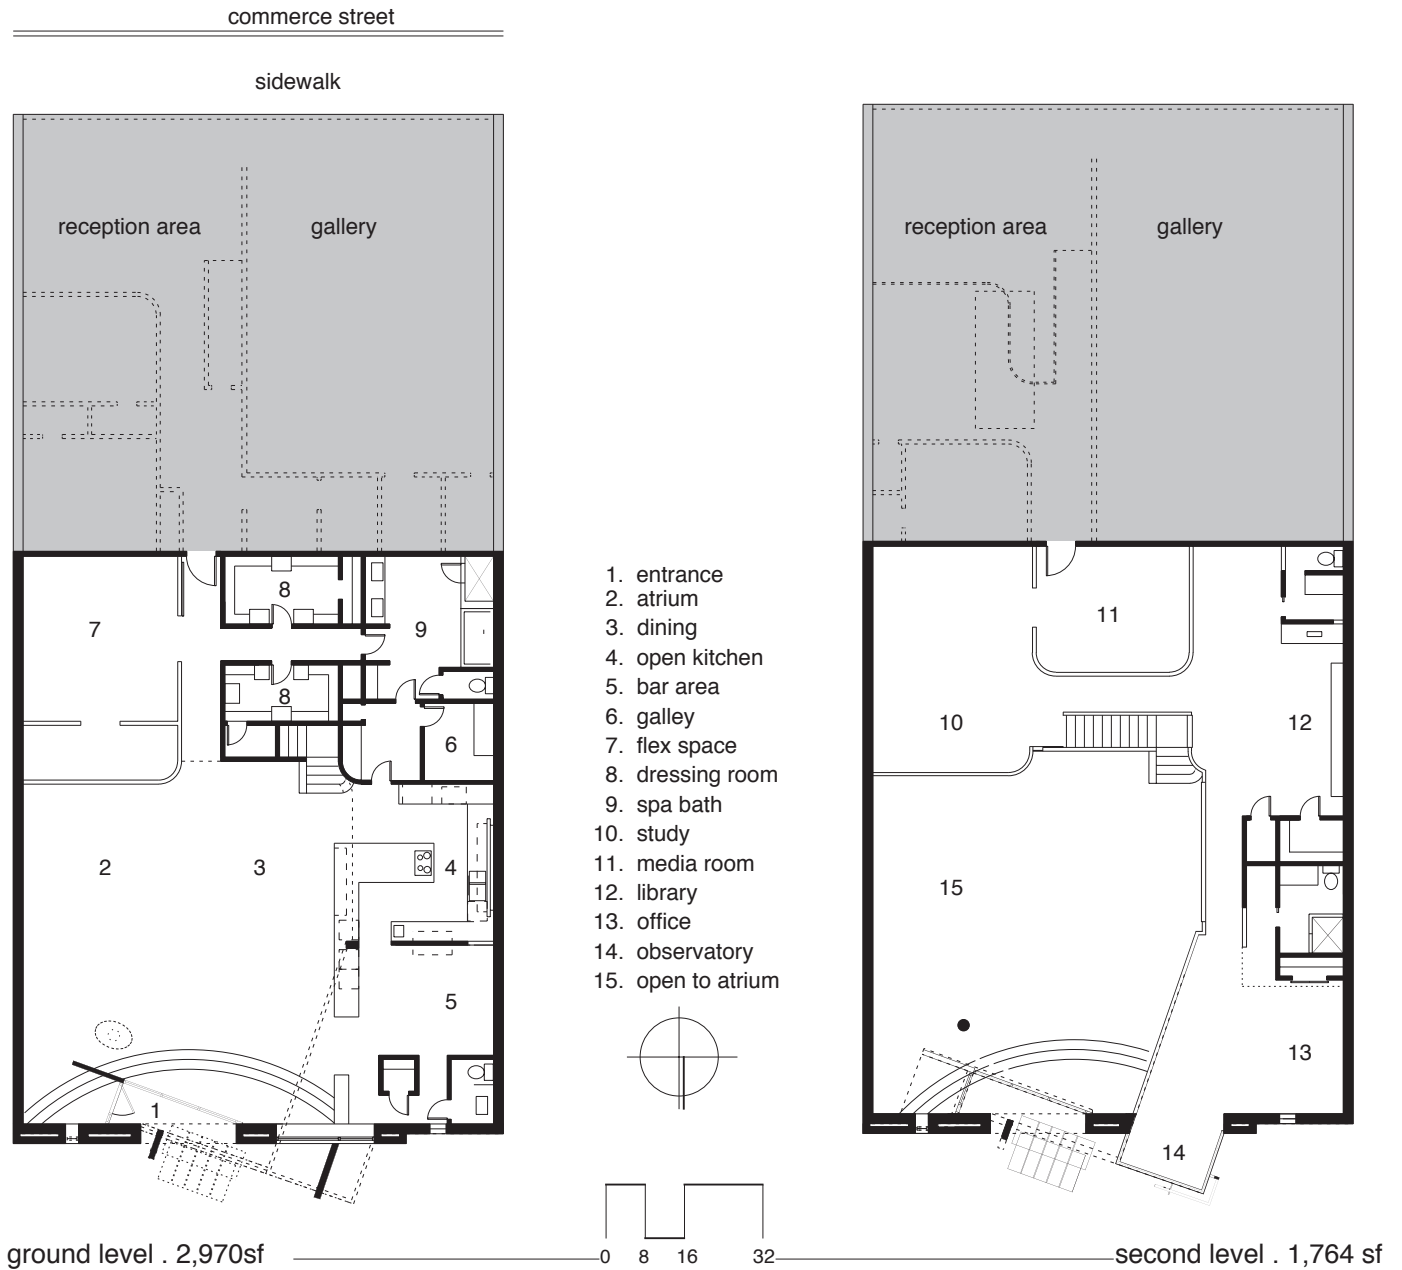 commerce street
sidewalk
reception area
gallery
reception area
gallery
7
8
9
8
6
2
3
4
5
1
1. entrance
2. atrium
3. dining
4. open kitchen
5. bar area
6. galley
7. flex space
8. dressing room
9. spa bath
10. study
11. media room
12. library
13. office
14. observatory
15. open to atrium
11
10
12
15
13
14
ground level . 2,970sf
0 8 16 32
second level . 1,764 sf